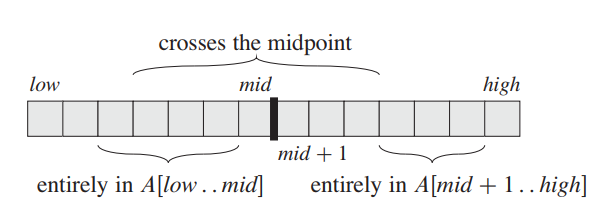 crosses the midpoint
low mid high
mid + 1
entirely in A[low . . mid] entirely in A[mid + 1 . . high]